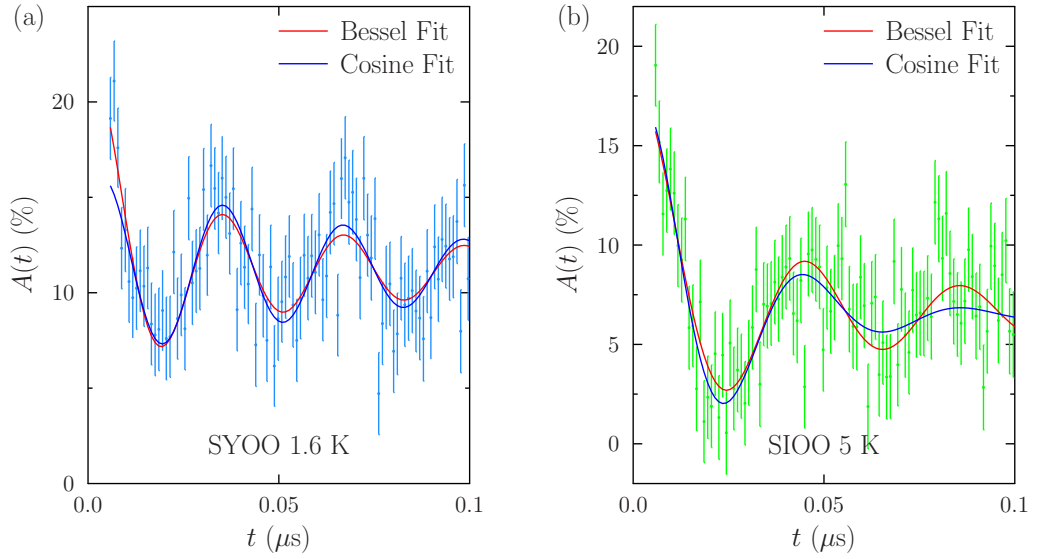 (a)
Bessel Fit
Cosine Fit
A(t) (%)
20
10
0
SYOO 1.6 K
0.0
0.05
0.1
t (μs)
(b)
Bessel Fit
Cosine Fit
A(t) (%)
20
15
10
5
0
SIOO 5 K
0.0
0.05
0.1
t (μs)